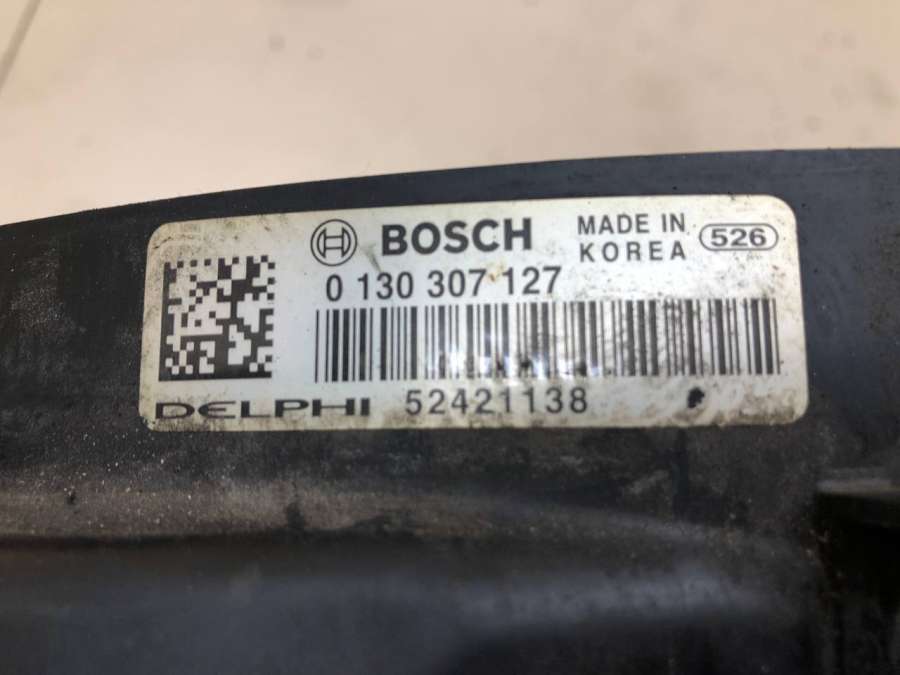 BOSCH
MADE IN
KOREA
526
0 130 307 127
DELPHI 52421138